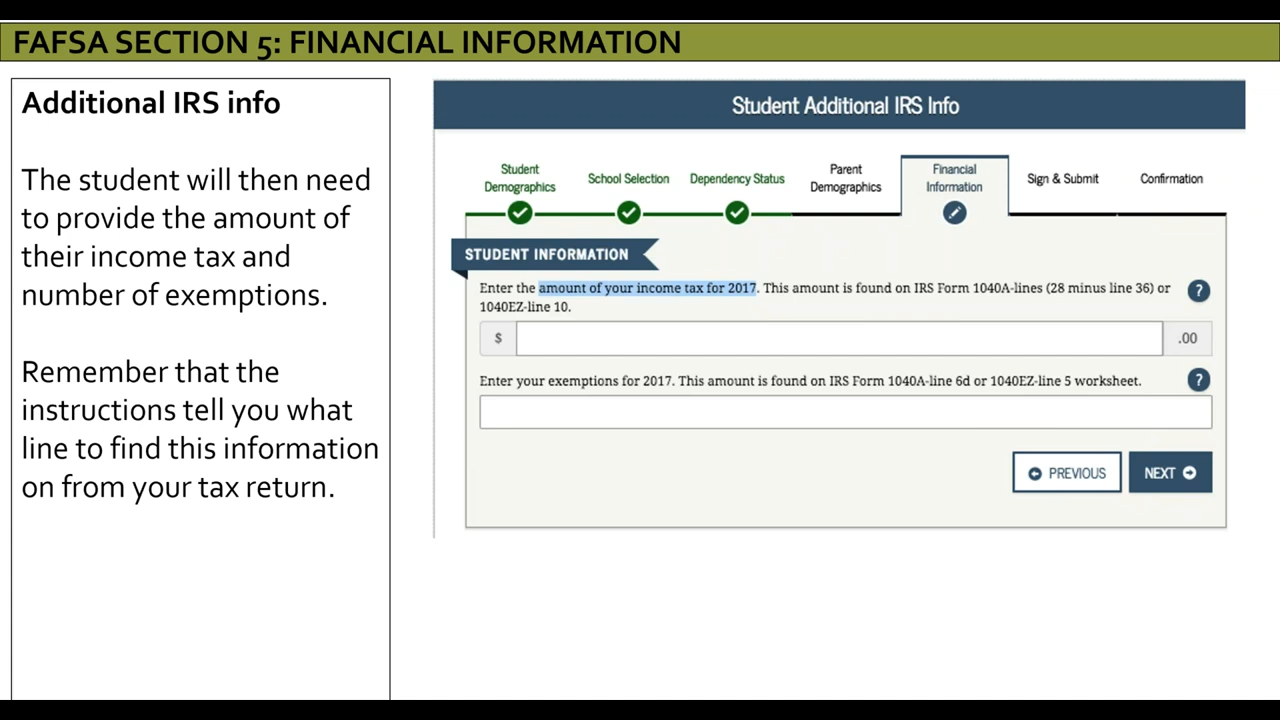 FAFSA SECTION 5: FINANCIAL INFORMATION
Additional IRS info
The student will then need
to provide the amount of
their income tax and
number of exemptions.
Remember that the
instructions tell you what
line to find this information
on from your tax return.
Student Additional IRS Info
Student
Demographics
School Selection
Dependency Status
Parent
Demographics
Financial
Information
Sign & Submit
Confirmation
STUDENT INFORMATION
Enter the amount of your income tax for 2017. This amount is found on IRS Form 1040A-lines (28 minus line 36) or
1040EZ-line 10.
?
$
.00
Enter your exemptions for 2017. This amount is found on IRS Form 1040A-line 6d or 1040EZ-line 5 worksheet.
?
PREVIOUS
NEXT